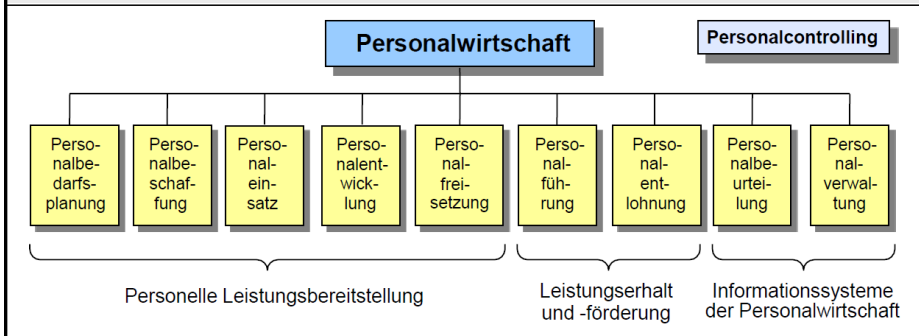 Personalwirtschaft
Personalcontrolling
Perso-
nalbe-
darfs-
planung
Perso-
nalbe-
schaf-
fung
Perso-
nal-
ein-
satz
Perso-
nalent-
wick-
lung
Perso-
nal-
frei-
setzung
Perso-
nal-
füh-
rung
Perso-
nal-
ent-
lohnung
Perso-
nalbe-
urtei-
lung
Perso-
nal-
verwal-
tung
Personelle Leistungsbereitstellung
Leistungserhalt
und -förderung
Informationssysteme
der Personalwirtschaft